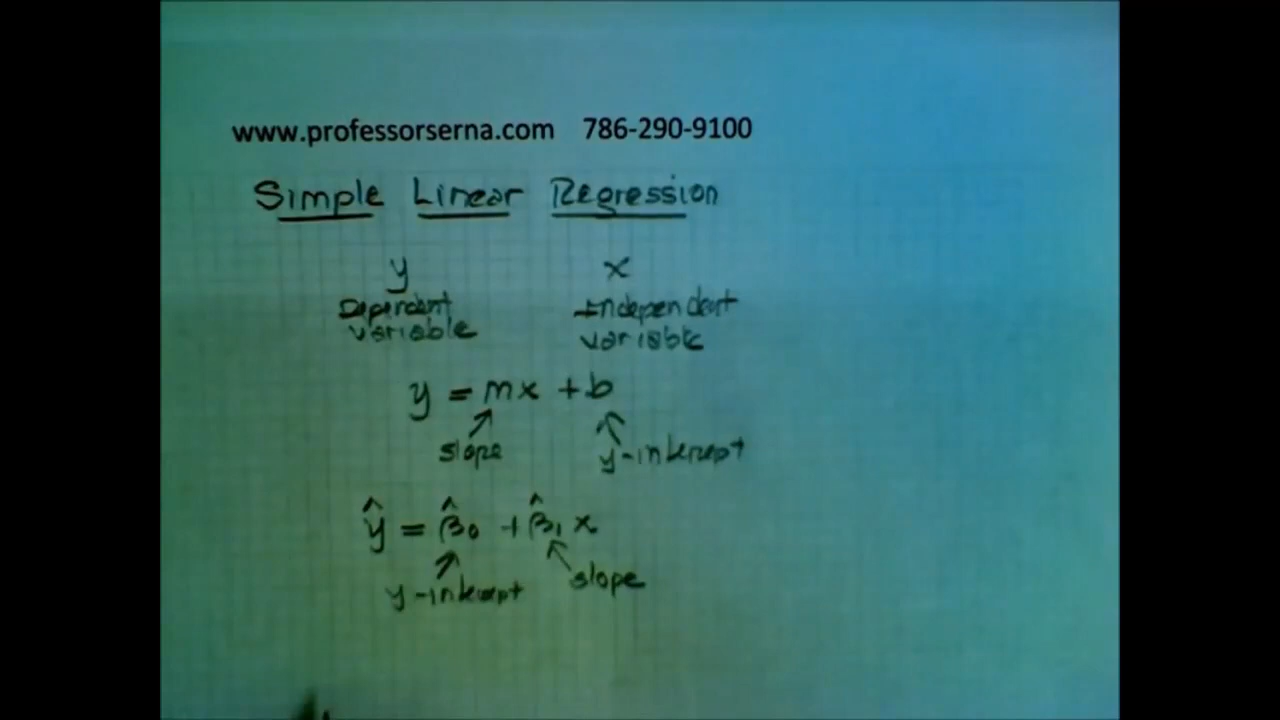 www.professorserna.com 786-290-9100
Simple Linear Regression
y x
Dependent Independent
variable variable
y = mx + b
slope y-intercept
ŷ = β̂₀ + β̂₁ x
y-intercept slope